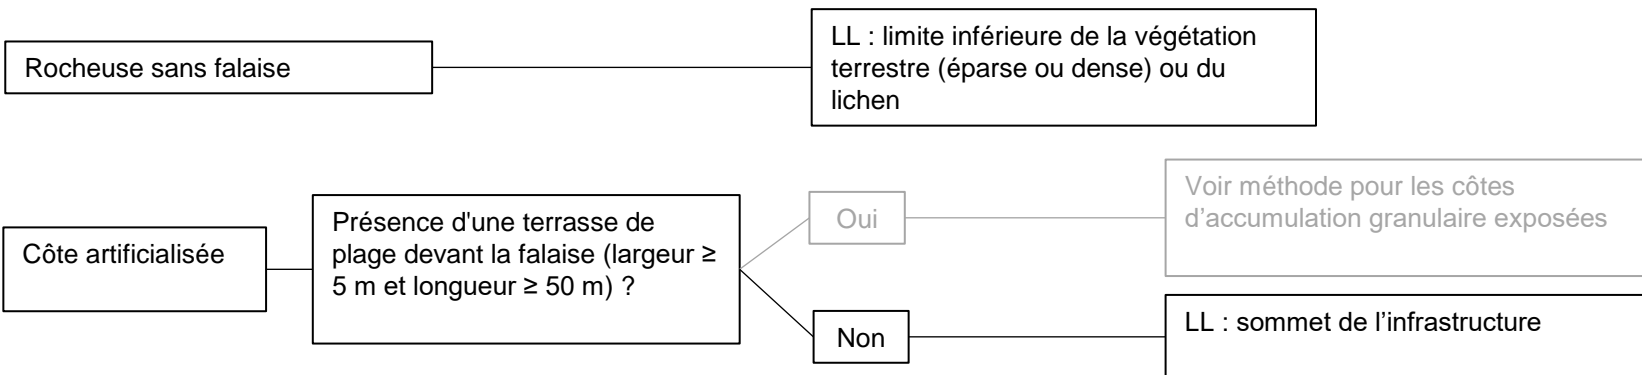 Rocheuse sans falaise
LL : limite inférieure de la végétation
terrestre (éparse ou dense) ou du
lichen
Côte artificialisée
Présence d'une terrasse de
plage devant la falaise (largeur ≥
5 m et longueur ≥ 50 m) ?
Oui
Voir méthode pour les côtes
d’accumulation granulaire exposées
Non
LL : sommet de l’infrastructure